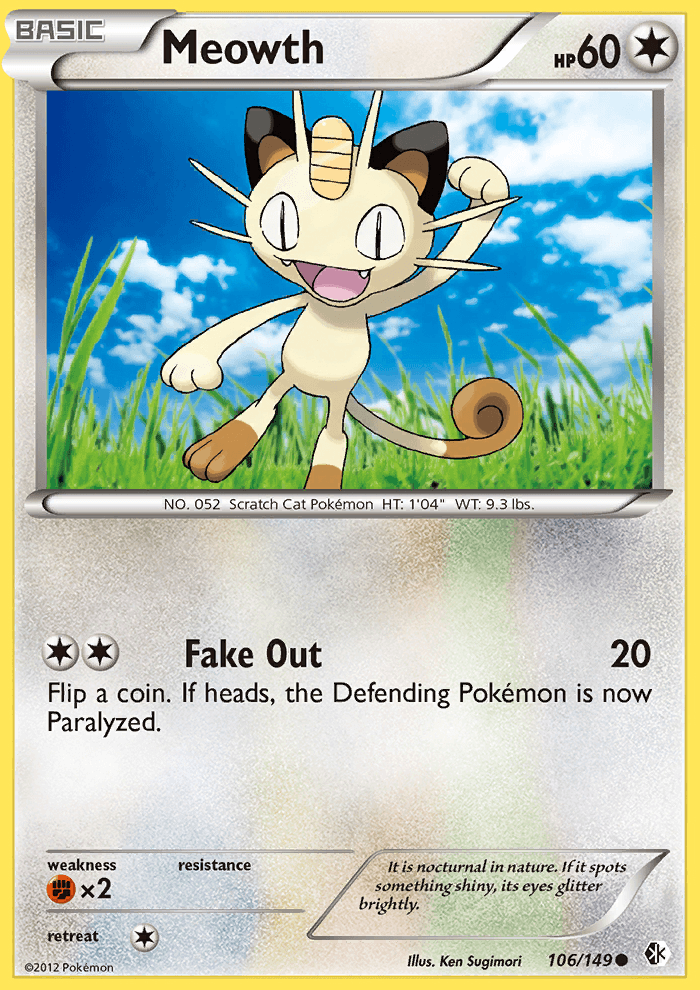 BASIC
Meowth
HP60
NO. 052 Scratch Cat Pokémon HT: 1'04" WT: 9.3 lbs.
Fake Out 20
Flip a coin. If heads, the Defending Pokémon is now
Paralyzed.
weakness resistance
×2
retreat
It is nocturnal in nature. If it spots
something shiny, its eyes glitter
brightly.
©2012 Pokémon
Illus. Ken Sugimori 106/149